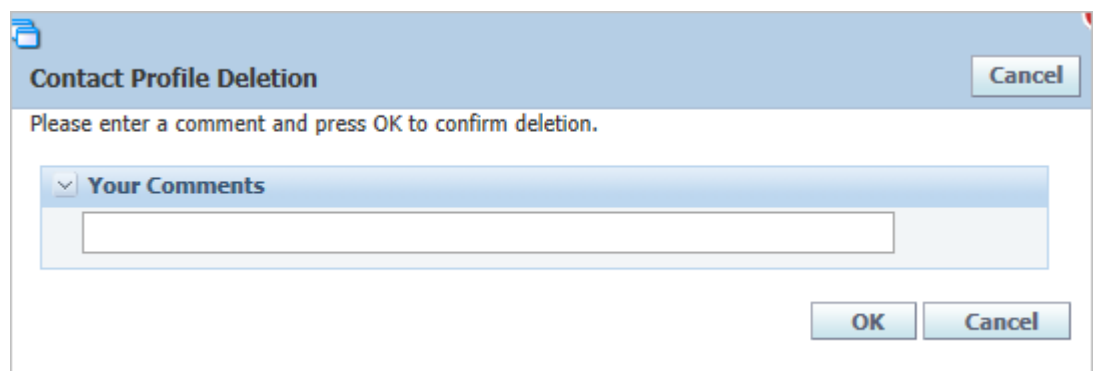 Contact Profile Deletion
Cancel
Please enter a comment and press OK to confirm deletion.
Your Comments
OK
Cancel